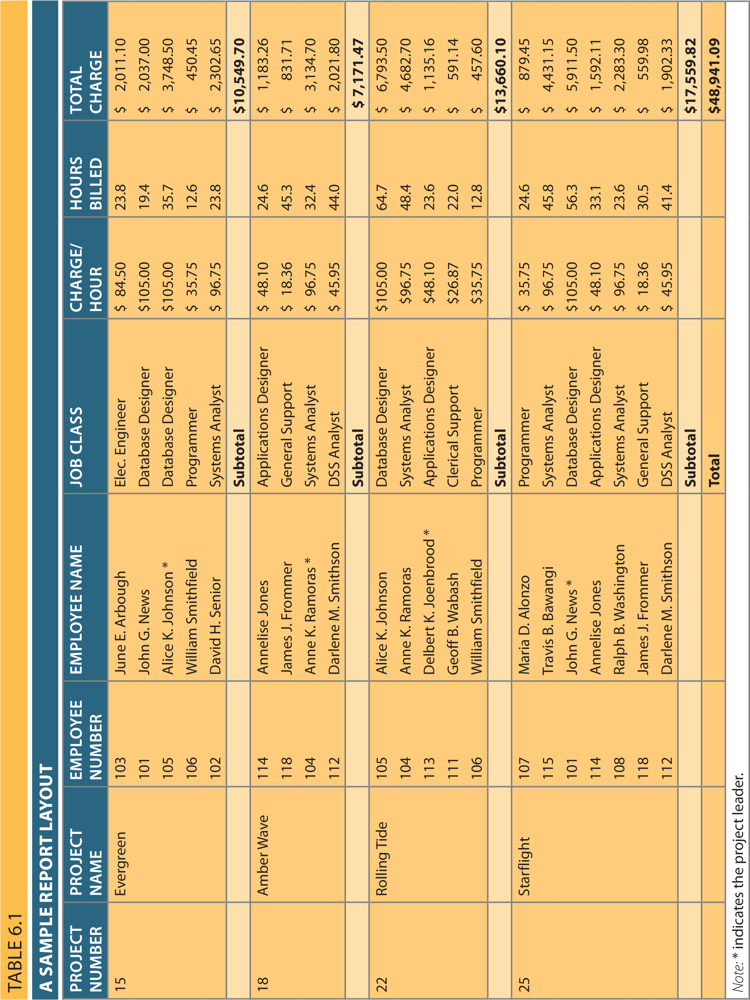 TABLE 6.1
A SAMPLE REPORT LAYOUT
PROJECT NUMBER PROJECT NAME EMPLOYEE NUMBER EMPLOYEE NAME JOB CLASS CHARGE/ HOUR HOURS BILLED TOTAL CHARGE
15 Evergreen 103 June E. Arbough Elec. Engineer $ 84.50 23.8 $ 2,011.10
101 John G. News Database Designer $105.00 19.4 $ 2,037.00
105 Alice K. Johnson * Database Designer $105.00 35.7 $ 3,748.50
106 William Smithfield Programmer $ 35.75 12.6 $ 450.45
102 David H. Senior Systems Analyst $ 96.75 23.8 $ 2,302.65
Subtotal $10,549.70
18 Amber Wave 114 Annelise Jones Applications Designer $ 48.10 24.6 $ 1,183.26
118 James J. Frommer General Support $ 18.36 45.3 $ 831.71
104 Anne K. Ramoras * Systems Analyst $ 96.75 32.4 $ 3,134.70
112 Darlene M. Smithson DSS Analyst $ 45.95 44.0 $ 2,021.80
Subtotal $ 7,171.47
22 Rolling Tide 105 Alice K. Johnson Database Designer $105.00 64.7 $ 6,793.50
104 Anne K. Ramoras Systems Analyst $96.75 48.4 $ 4,682.70
113 Delbert K. Joenbrood * Applications Designer $48.10 23.6 $ 1,135.16
111 Geoff B. Wabash Clerical Support $26.87 22.0 $ 591.14
106 William Smithfield Programmer $35.75 12.8 $ 457.60
Subtotal $13,660.10
25 Starflight 107 Maria D. Alonzo Programmer $ 35.75 24.6 $ 879.45
115 Travis B. Bawangi Systems Analyst $ 96.75 45.8 $ 4,431.15
101 John G. News * Database Designer $105.00 56.3 $ 5,911.50
114 Annelise Jones Applications Designer $ 48.10 33.1 $ 1,592.11
108 Ralph B. Washington Systems Analyst $ 96.75 23.6 $ 2,283.30
118 James J. Frommer General Support $ 18.36 30.5 $ 559.98
112 Darlene M. Smithson DSS Analyst $ 45.95 41.4 $ 1,902.33
Subtotal $17,559.82
Total $48,941.09
Note: * indicates the project leader.